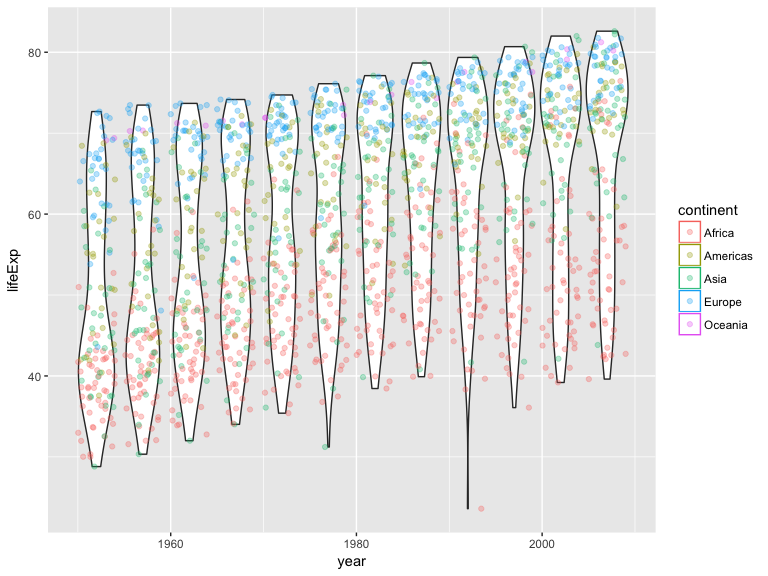 80
60
40
lifeExp
1960
1980
2000
year
continent
Africa
Americas
Asia
Europe
Oceania